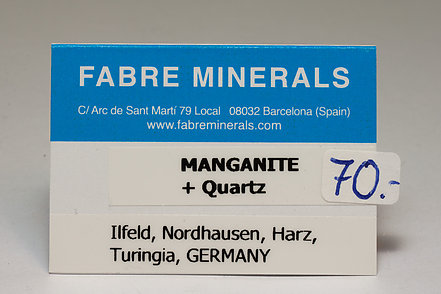 FABRE MINERALS
C/ Arc de Sant Martí 79 Local 08032 Barcelona (Spain)
www.fabreminerals.com
MANGANITE
+ Quartz
70.-
Ilfeld, Nordhausen, Harz,
Turingia, GERMANY